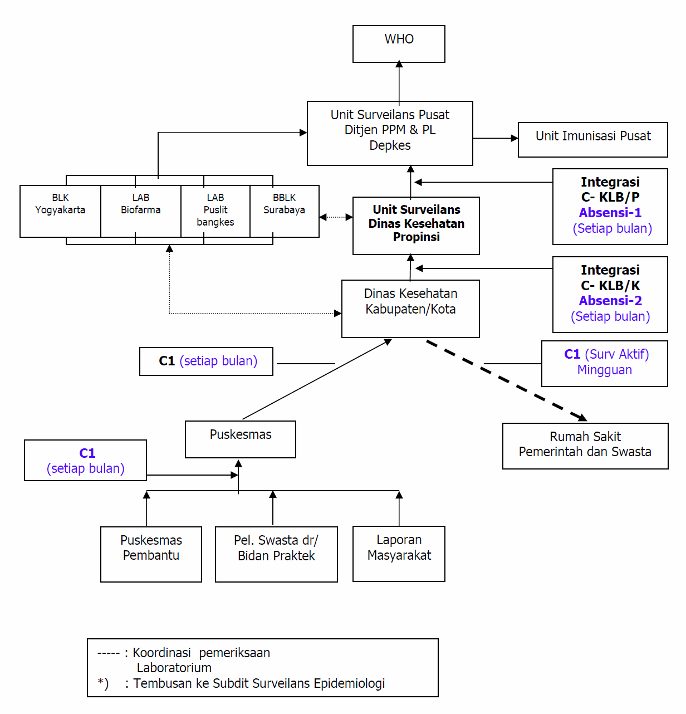 WHO
Unit Surveilans Pusat
Ditjen PPM & PL
Depkes
Unit Imunisasi Pusat
Integrasi
C- KLB/P
Absensi-1
(Setiap bulan)
BLK
Yogyakarta
LAB
Biofarma
LAB
Puslit
bangkes
BBLK
Surabaya
Unit Surveilans
Dinas Kesehatan
Propinsi
Integrasi
C- KLB/K
Absensi-2
(Setiap bulan)
Dinas Kesehatan
Kabupaten/Kota
C1 (setiap bulan)
C1 (Surv Aktif)
Mingguan
Puskesmas
Rumah Sakit
Pemerintah dan Swasta
C1
(setiap bulan)
Puskesmas
Pembantu
Pel. Swasta dr/
Bidan Praktek
Laporan
Masyarakat
----- : Koordinasi pemeriksaan
Laboratorium
*) : Tembusan ke Subdit Surveilans Epidemiologi